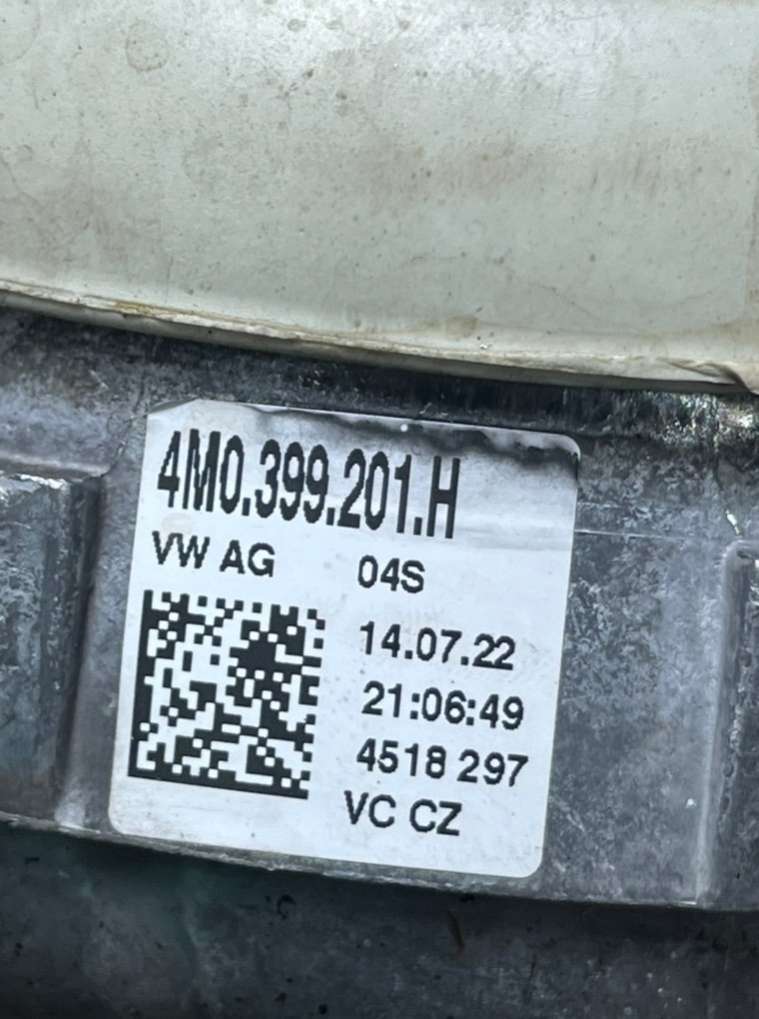 4M0.399.201.H
VW AG 04S
14.07.22
21:06:49
4518 297
VC CZ